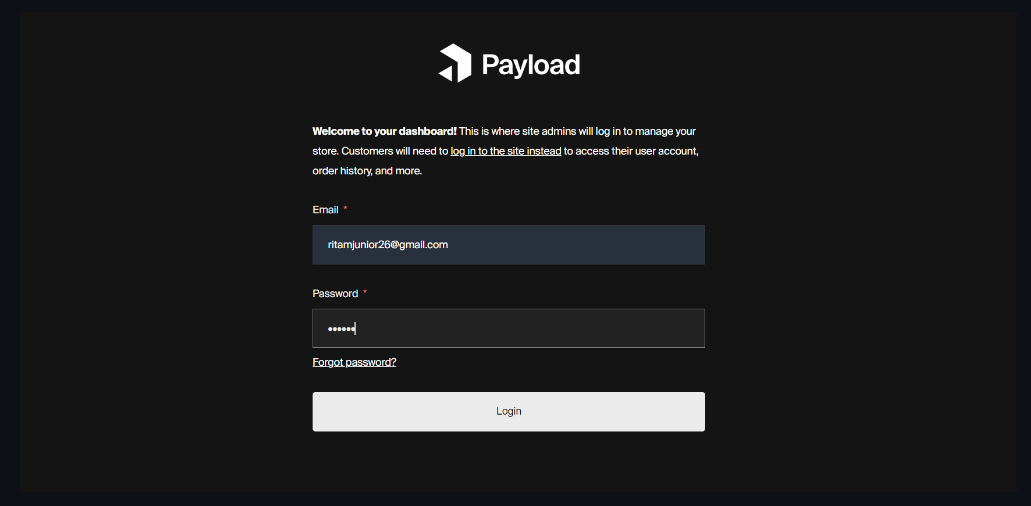 Payload
Welcome to your dashboard! This is where site admins will log in to manage your
store. Customers will need to log in to the site instead to access their user account,
order history, and more.
Email *
ritamjunior26@gmail.com
Password *
••••••
Forgot password?
Login